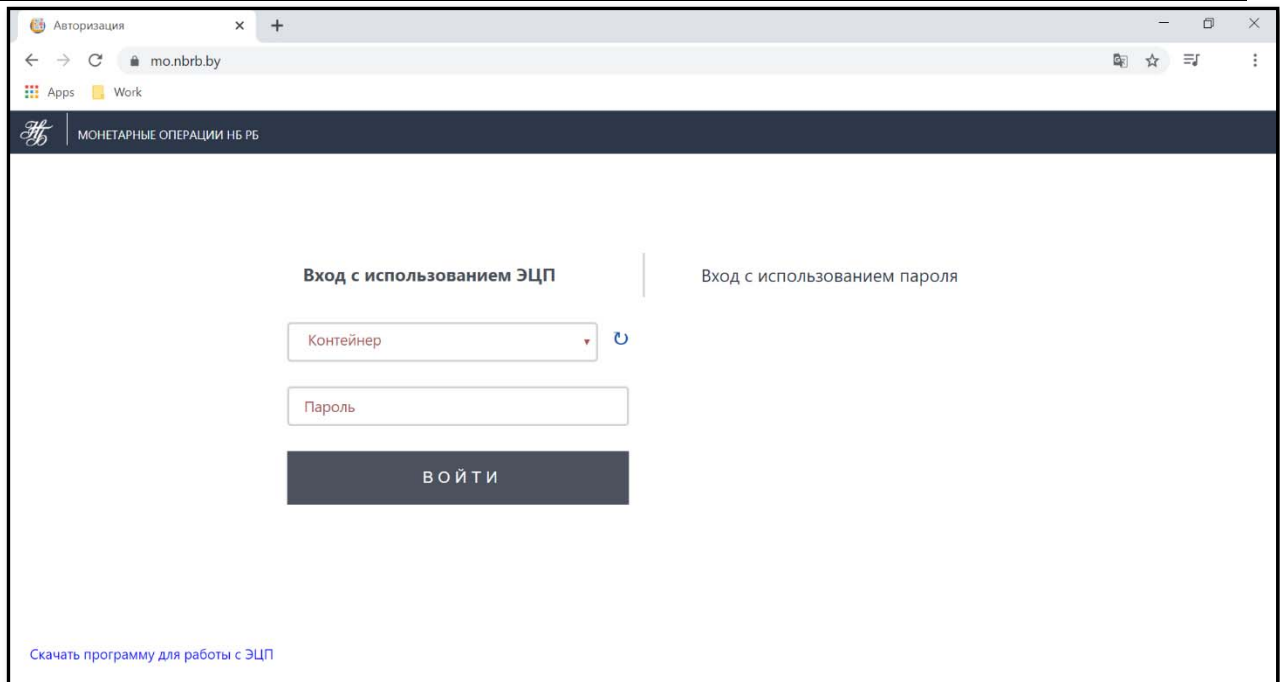 Авторизация
mo.nbrb.by
Apps Work
МОНЕТАРНЫЕ ОПЕРАЦИИ НБ РБ
Вход с использованием ЭЦП
Вход с использованием пароля
Контейнер
Пароль
ВОЙТИ
Скачать программу для работы с ЭЦП